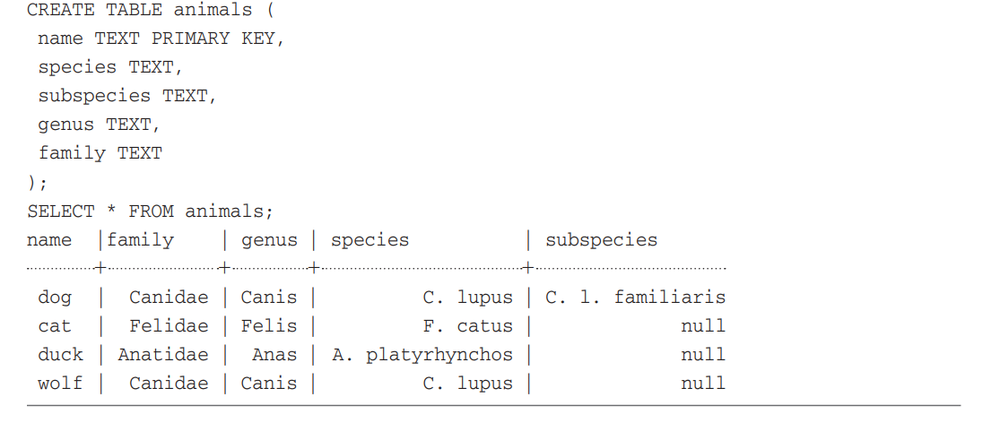 CREATE TABLE animals (
name TEXT PRIMARY KEY,
species TEXT,
subspecies TEXT,
genus TEXT,
family TEXT
);
SELECT * FROM animals;
name |family | genus | species | subspecies
+ + + +
dog | Canidae | Canis | C. lupus | C. l. familiaris
cat | Felidae | Felis | F. catus | null
duck | Anatidae | Anas | A. platyrhynchos | null
wolf | Canidae | Canis | C. lupus | null